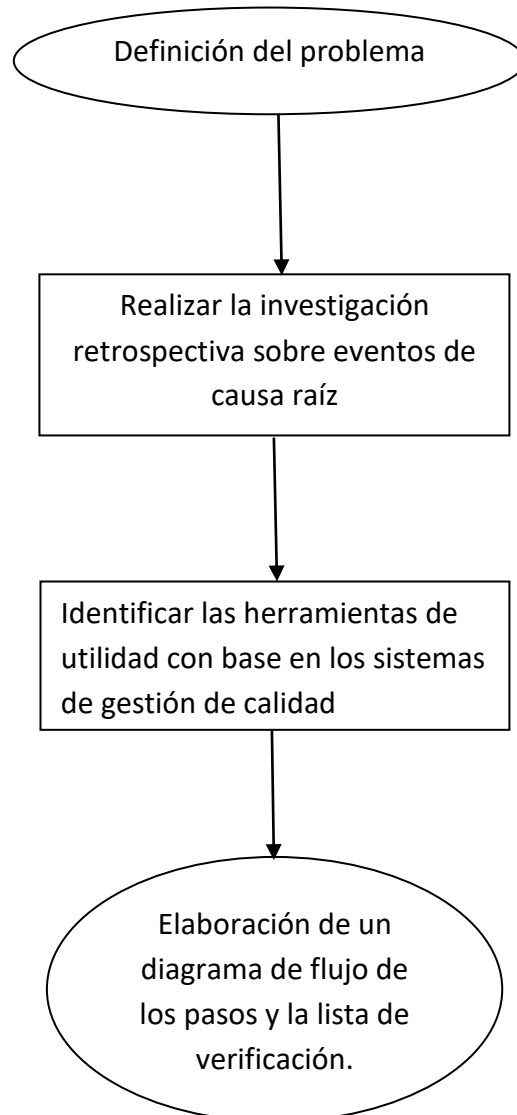 Definición del problema
Realizar la investigación
retrospectiva sobre eventos de
causa raíz
Identificar las herramientas de
utilidad con base en los sistemas
de gestión de calidad
Elaboración de un
diagrama de flujo de
los pasos y la lista de
verificación.